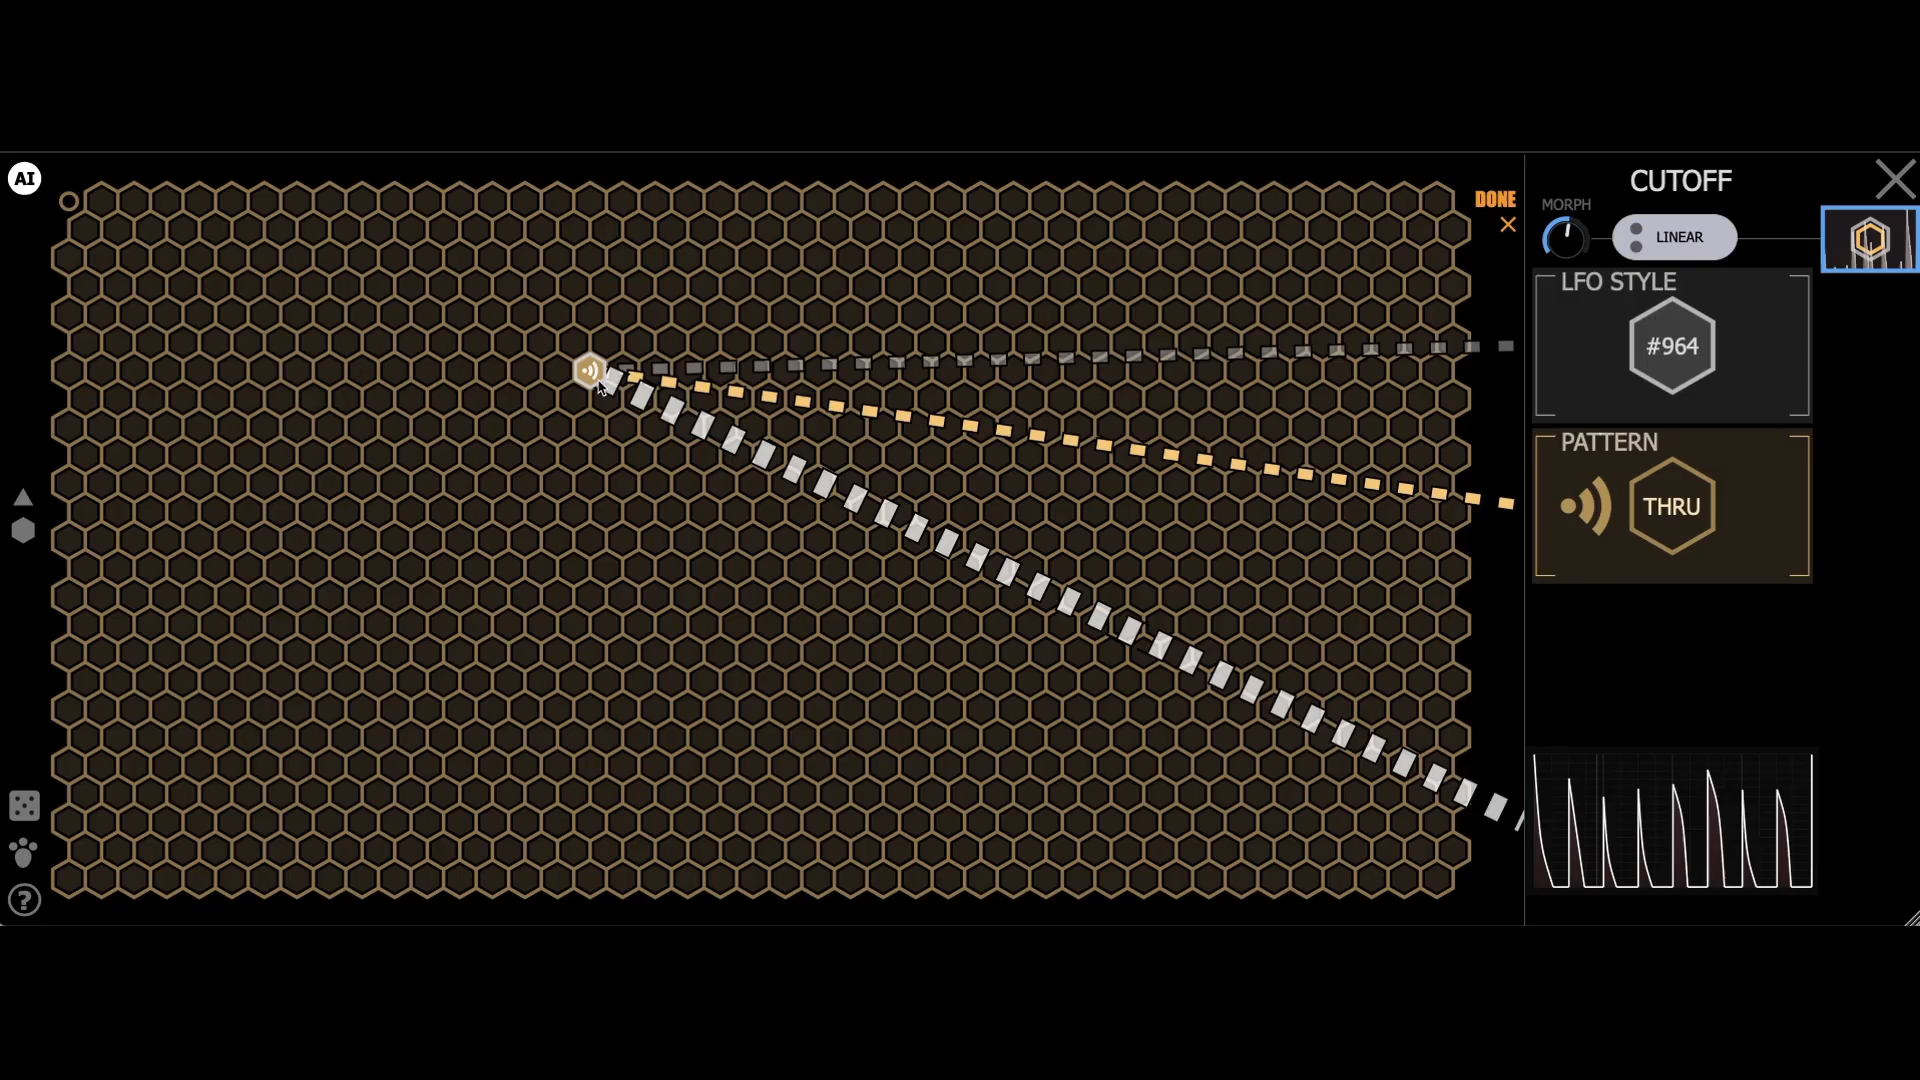 AI
DONE
CUTOFF
MORPH
LINEAR
LFO STYLE
#964
PATTERN
THRU
?